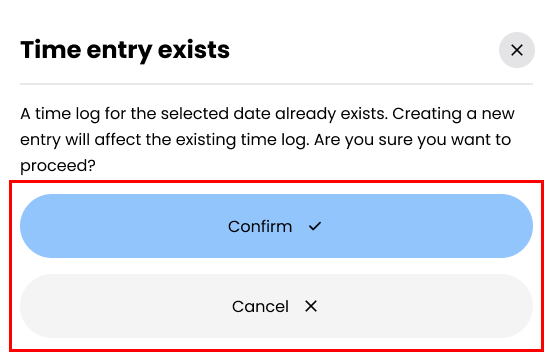 Time entry exists
A time log for the selected date already exists. Creating a new
entry will affect the existing time log. Are you sure you want to
proceed?
Confirm
Cancel